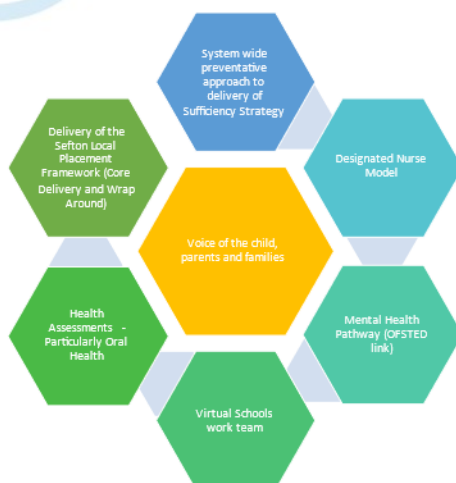 System wide
preventative
approach to
delivery of
Sufficiency Strategy
Delivery of the
Sefton Local
Placement
Framework (Core
Delivery and Wrap
Around)
Designated Nurse
Model
Voice of the child,
parents and families
Health
Assessments -
Particularly Oral
Health
Mental Health
Pathway (OFSTED
link)
Virtual Schools
work team